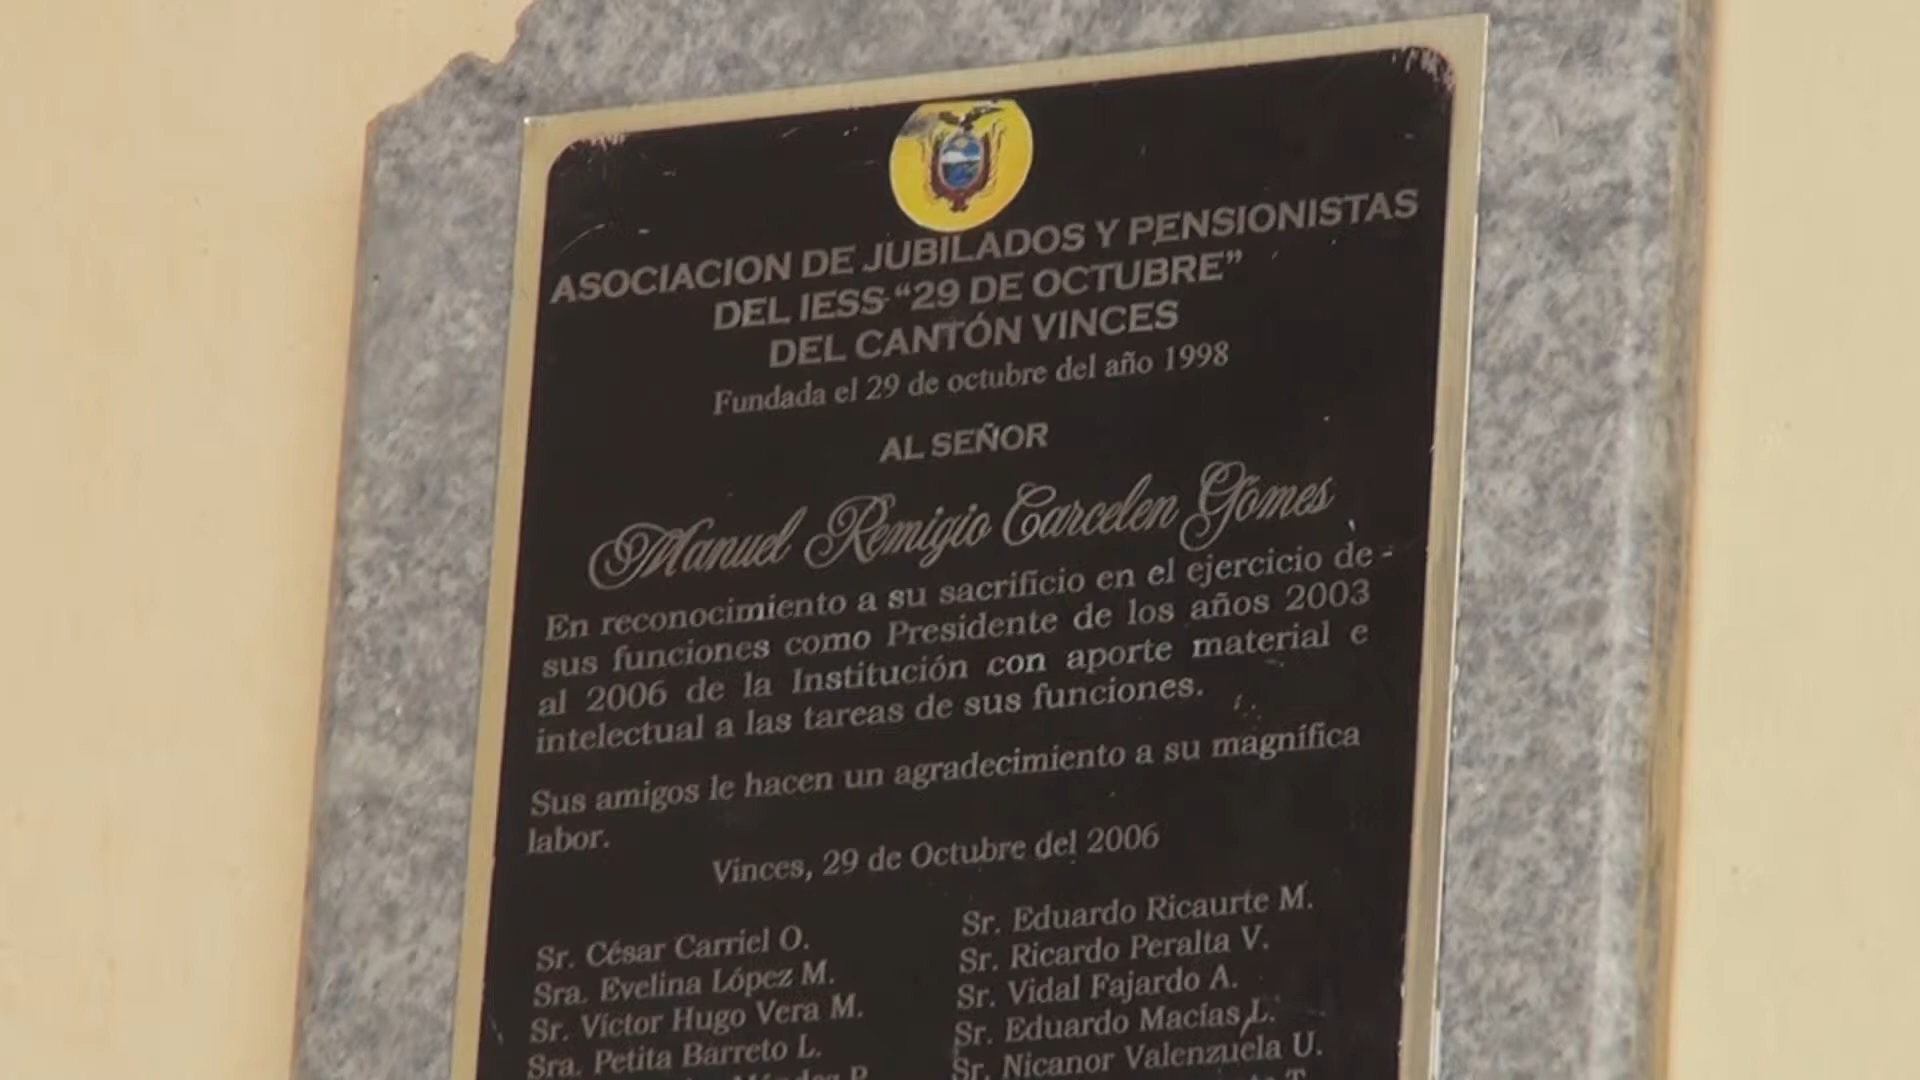 ASOCIACION DE JUBILADOS Y PENSIONISTAS
DEL IESS "29 DE OCTUBRE"
DEL CANTÓN VINCES
Fundada el 29 de octubre del año 1998
AL SEÑOR
Manuel Remigio Carcelen Gomes
En reconocimiento a su sacrificio en el ejercicio de
sus funciones como Presidente de los años 2003
al 2006 de la Institución con aporte material e
intelectual a las tareas de sus funciones.
Sus amigos le hacen un agradecimiento a su magnífica
labor.
Vinces, 29 de Octubre del 2006
Sr. César Carriel O.
Sra. Evelina López M.
Sr. Víctor Hugo Vera M.
Sra. Petita Barreto L.
Sr. Eduardo Ricaurte M.
Sr. Ricardo Peralta V.
Sr. Vidal Fajardo A.
Sr. Eduardo Macías L.
Sr. Nicanor Valenzuela U.